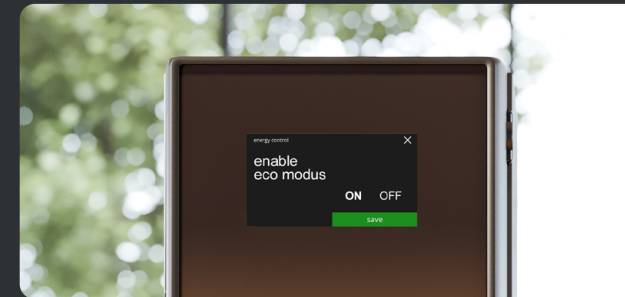 energy control
enable
eco modus
ON OFF
save